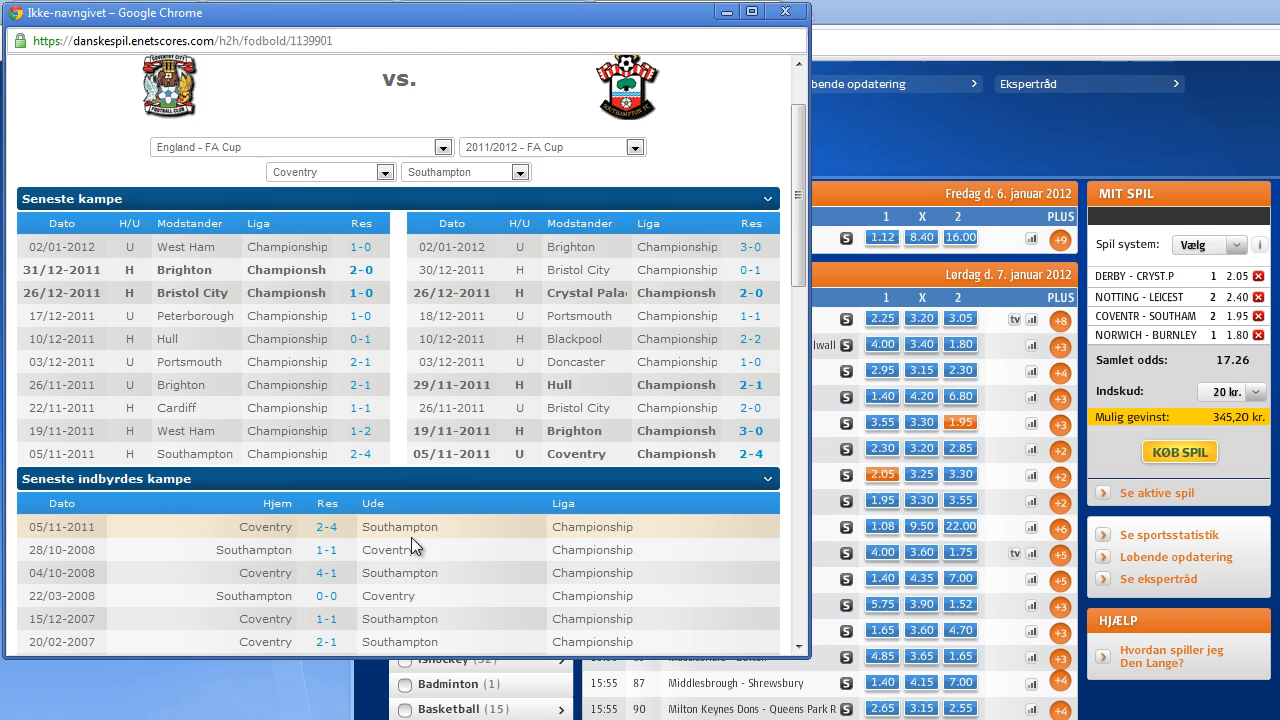 Ikke-navngivet – Google Chrome
https://danskespil.enetscores.com/h2h/fodbold/1139901
vs.
England - FA Cup 2011/2012 - FA Cup
Coventry Southampton
Seneste kampe
Dato H/U Modstander Liga Res Dato H/U Modstander Liga Res
02/01-2012 U West Ham Chempionship 1-0 02/01-2012 U Brighton Championship 3-0
31/12-2011 H Brighton Championsh 2-0 30/12-2011 H Bristol City Championship 0-1
26/12-2011 H Bristol City Championsh 1-0 26/12-2011 H Crystal Pala Championsh 2-0
17/12-2011 U Peterborough Championship 1-0 18/12-2011 U Portsmouth Championship 1-1
10/12-2011 H Hull Championship 0-1 10/12-2011 H Blackpool Championship 2-2
03/12-2011 U Portsmouth Championship 2-1 03/12-2011 U Doncaster Championship 1-0
26/11-2011 U Brighton Championship 2-1 29/11-2011 H Hull Championsh 2-1
22/11-2011 H Cardiff Championship 1-1 26/11-2011 U Bristol City Championship 2-0
19/11-2011 H West Ham Championship 1-2 19/11-2011 H Brighton Championsh 3-0
05/11-2011 H Southampton Championship 2-4 05/11-2011 U Coventry Championsh 2-4
Seneste indbyrdes kampe
Dato Hjem Res Ude Liga
05/11-2011 Coventry 2-4 Southampton Championship
28/10-2008 Southampton 1-1 Coventry Championship
04/10-2008 Coventry 4-1 Southampton Championship
22/03-2008 Southampton 0-0 Coventry Championship
15/12-2007 Coventry 1-1 Southampton Championship
20/02-2007 Coventry 2-1 Southampton Championship
bende opdatering Ekspertråd
Fredag d. 6. januar 2012
1 X 2 PLUS
S 1.12 8.40 16.00 +9
Lørdag d. 7. januar 2012
1 X 2 PLUS
S 2.25 3.20 3.05 tv +8
lwall S 4.00 3.40 1.80 +3
S 2.95 3.15 2.30 +4
S 1.40 4.20 6.80 +3
S 3.55 3.30 1.95 +3
S 2.30 3.20 2.85 +2
S 2.05 3.25 3.30 +2
S 1.95 3.30 3.55 +2
S 1.08 9.50 22.00 +6
S 4.00 3.60 1.75 tv +5
S 1.40 4.35 7.00 +5
S 5.75 3.90 1.52 +3
S 1.65 3.60 4.70 +3
S 4.85 3.65 1.65 +3
15:55 87 Middlesbrough - Shrewsbury S 1.40 4.15 7.00 +4
15:55 90 Milton Keynes Dons - Queens Park R S 2.65 3.15 2.55 +4
Badminton (1)
Basketball (15)
MIT SPIL
Spil system: Vælg i
DERBY - CRYST.P 1 2.05
NOTTING - LEICEST 2 2.40
COVENTR - SOUTHAM 2 1.95
NORWICH - BURNLEY 1 1.80
Samlet odds: 17.26
Indskud: 20 kr.
Mulig gevinst: 345,20 kr.
KØB SPIL
Se aktive spil
Se sportsstatistik
Løbende opdatering
Se ekspertråd
HJÆLP
Hvordan spiller jeg
Den Lange?